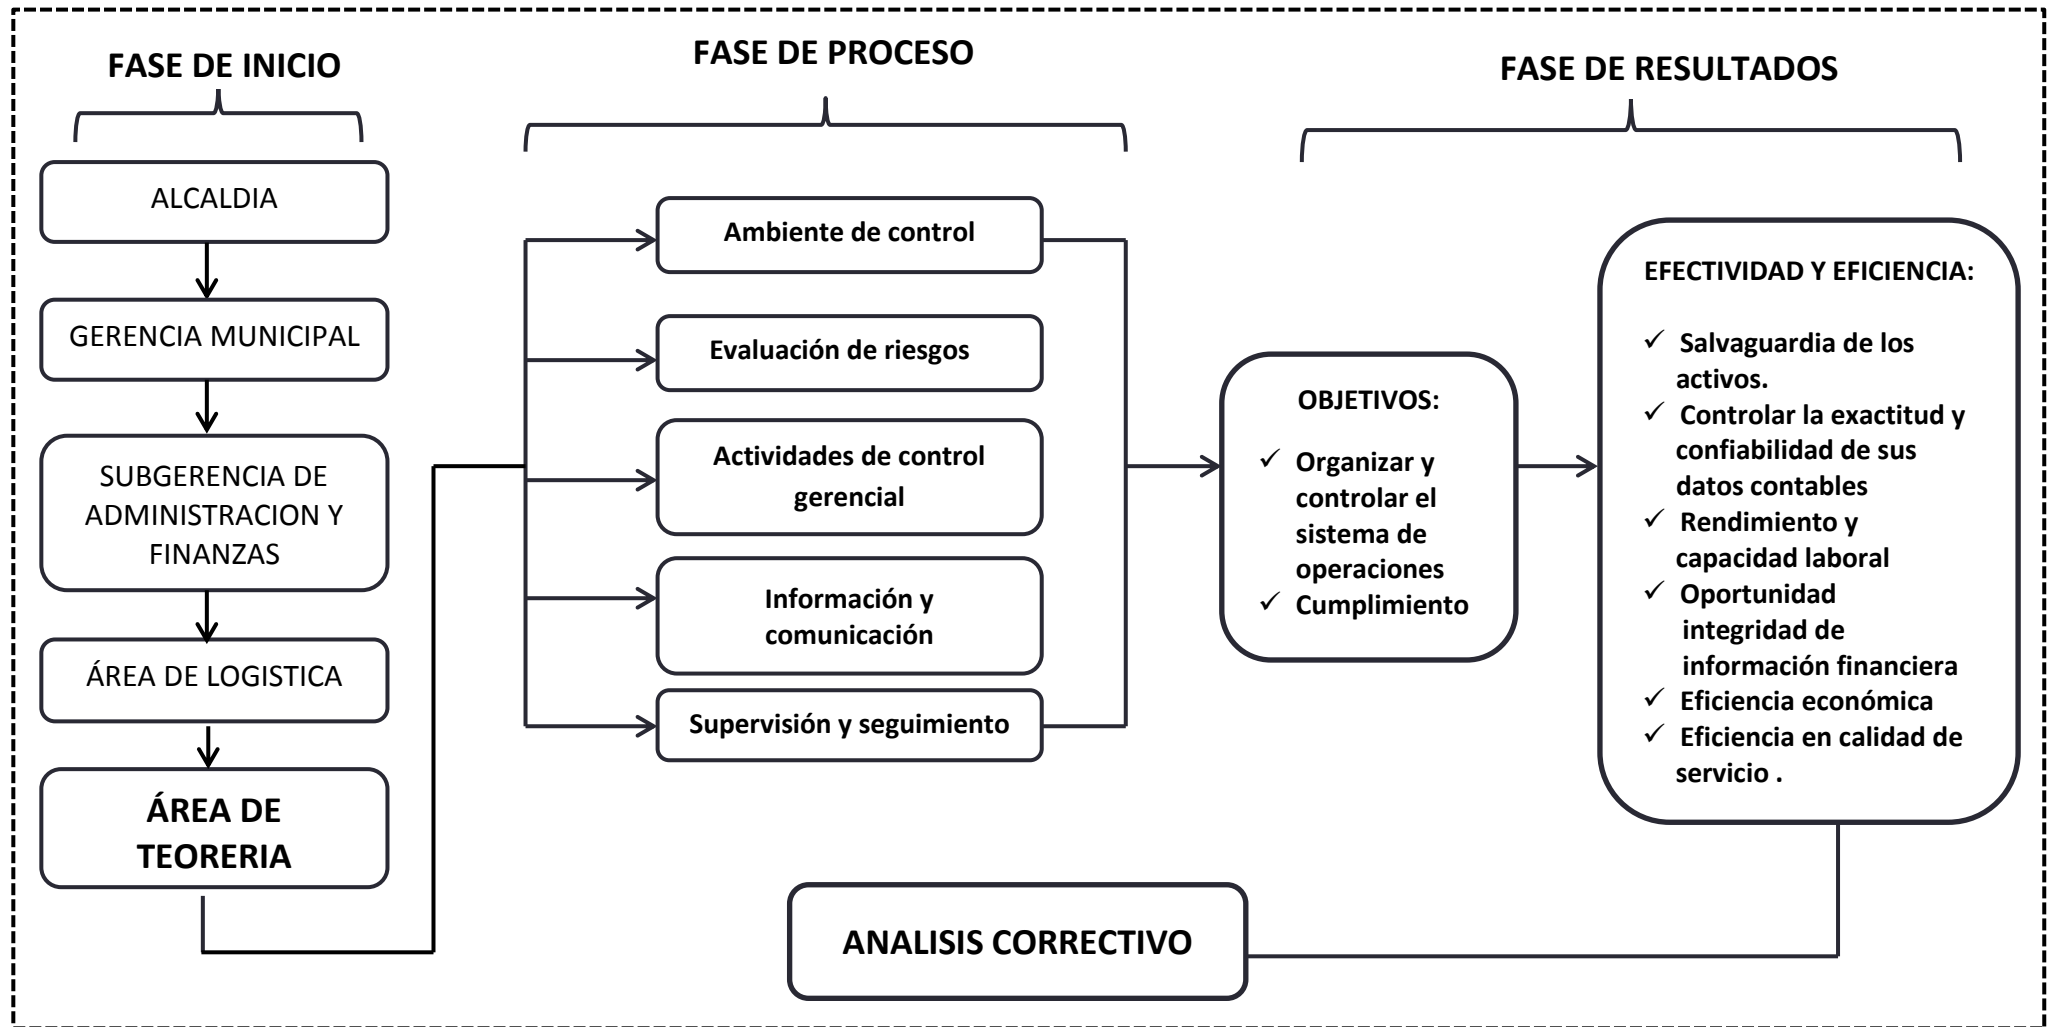 FASE DE INICIO
ALCALDIA
GERENCIA MUNICIPAL
SUBGERENCIA DE
ADMINISTRACION Y
FINANZAS
ÁREA DE LOGISTICA
ÁREA DE
TEORERIA
FASE DE PROCESO
Ambiente de control
Evaluación de riesgos
Actividades de control
gerencial
Información y
comunicación
Supervisión y seguimiento
FASE DE RESULTADOS
OBJETIVOS:
✓ Organizar y
controlar el
sistema de
operaciones
✓ Cumplimiento
EFECTIVIDAD Y EFICIENCIA:
✓ Salvaguardia de los
activos.
✓ Controlar la exactitud y
confiabilidad de sus
datos contables
✓ Rendimiento y
capacidad laboral
✓ Oportunidad
integridad de
información financiera
✓ Eficiencia económica
✓ Eficiencia en calidad de
servicio .
ANALISIS CORRECTIVO